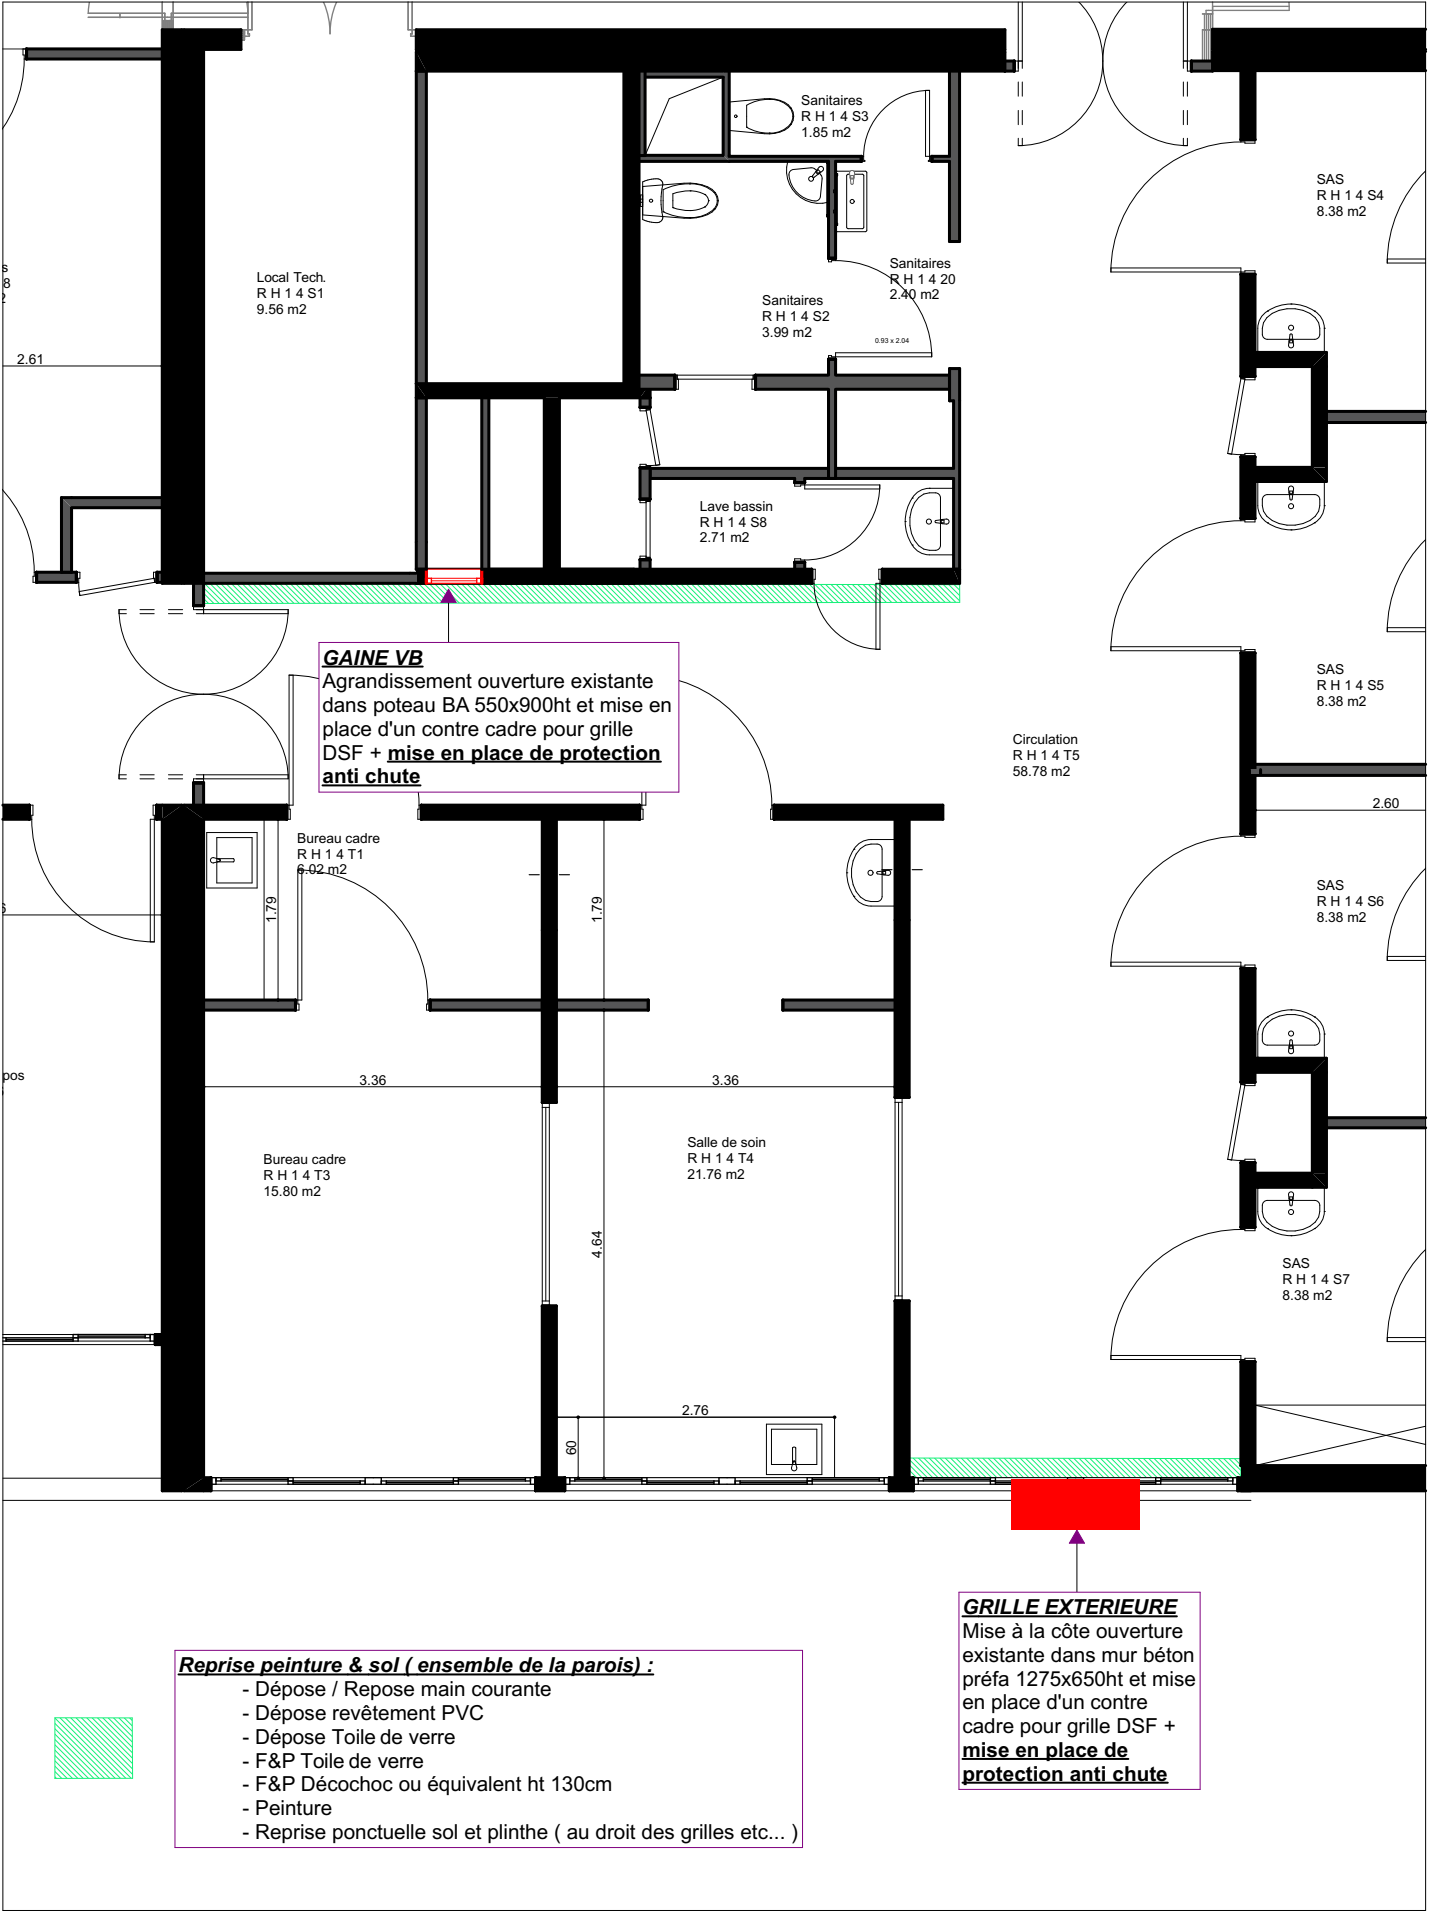 Sanitaires
R H 1 4 S3
1.85 m2
SAS
R H 1 4 S4
8.38 m2
Local Tech.
R H 1 4 S1
9.56 m2
Sanitaires
R H 1 4 20
2.40 m2
Sanitaires
R H 1 4 S2
3.99 m2
0.93 x 2.04
s
8
2.61
Lave bassin
R H 1 4 S8
2.71 m2
GAINE VB
Agrandissement ouverture existante
dans poteau BA 550x900ht et mise en
place d'un contre cadre pour grille
DSF + mise en place de protection
anti chute
SAS
R H 1 4 S5
8.38 m2
Circulation
R H 1 4 T5
58.78 m2
2.60
Bureau cadre
R H 1 4 T1
6.02 m2
1.79
1.79
SAS
R H 1 4 S6
8.38 m2
pos
3.36
3.36
Bureau cadre
R H 1 4 T3
15.80 m2
Salle de soin
R H 1 4 T4
21.76 m2
4.64
SAS
R H 1 4 S7
8.38 m2
2.76
60
GRILLE EXTERIEURE
Mise à la côte ouverture
existante dans mur béton
préfa 1275x650ht et mise
en place d'un contre
cadre pour grille DSF +
mise en place de
protection anti chute
Reprise peinture & sol ( ensemble de la parois) :
- Dépose / Repose main courante
- Dépose revêtement PVC
- Dépose Toile de verre
- F&P Toile de verre
- F&P Décochoc ou équivalent ht 130cm
- Peinture
- Reprise ponctuelle sol et plinthe ( au droit des grilles etc... )